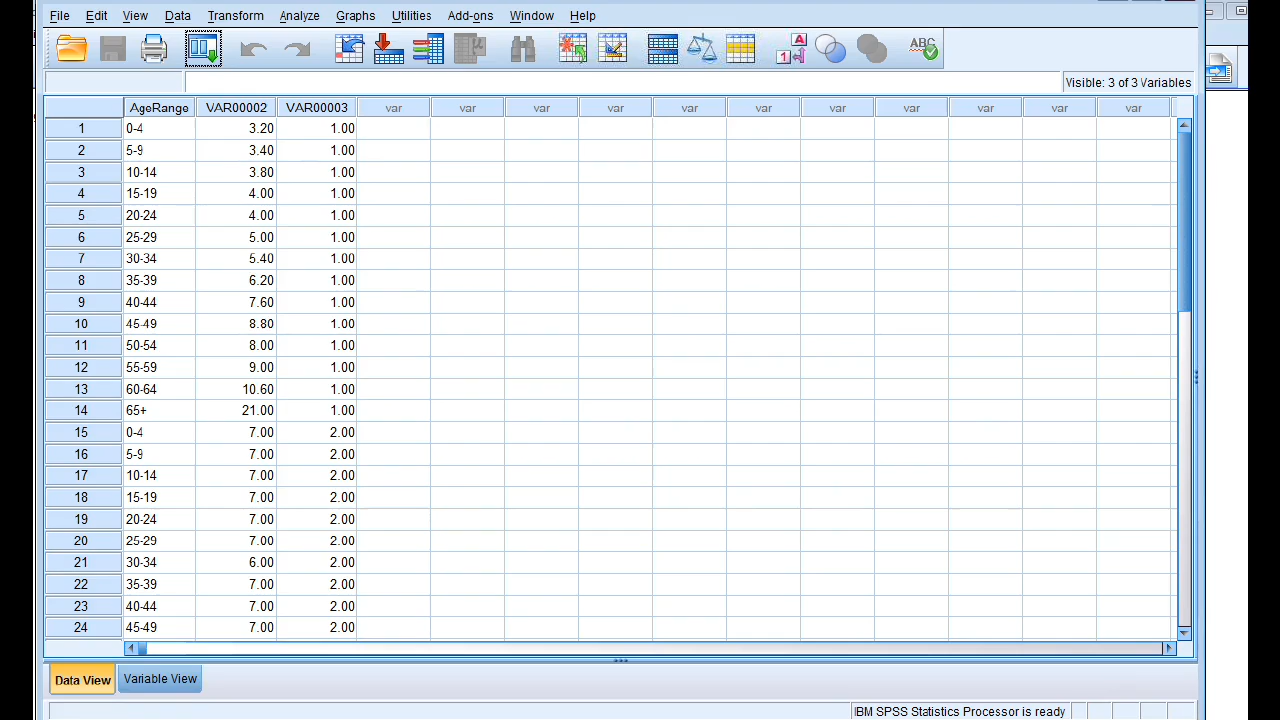 File Edit View Data Transform Analyze Graphs Utilities Add-ons Window Help
Visible: 3 of 3 Variables
AgeRange VAR00002 VAR00003 var var var var var var var var var var var
1 0-4 3.20 1.00
2 5-9 3.40 1.00
3 10-14 3.80 1.00
4 15-19 4.00 1.00
5 20-24 4.00 1.00
6 25-29 5.00 1.00
7 30-34 5.40 1.00
8 35-39 6.20 1.00
9 40-44 7.60 1.00
10 45-49 8.80 1.00
11 50-54 8.00 1.00
12 55-59 9.00 1.00
13 60-64 10.60 1.00
14 65+ 21.00 1.00
15 0-4 7.00 2.00
16 5-9 7.00 2.00
17 10-14 7.00 2.00
18 15-19 7.00 2.00
19 20-24 7.00 2.00
20 25-29 7.00 2.00
21 30-34 6.00 2.00
22 35-39 7.00 2.00
23 40-44 7.00 2.00
24 45-49 7.00 2.00
Data View Variable View
IBM SPSS Statistics Processor is ready